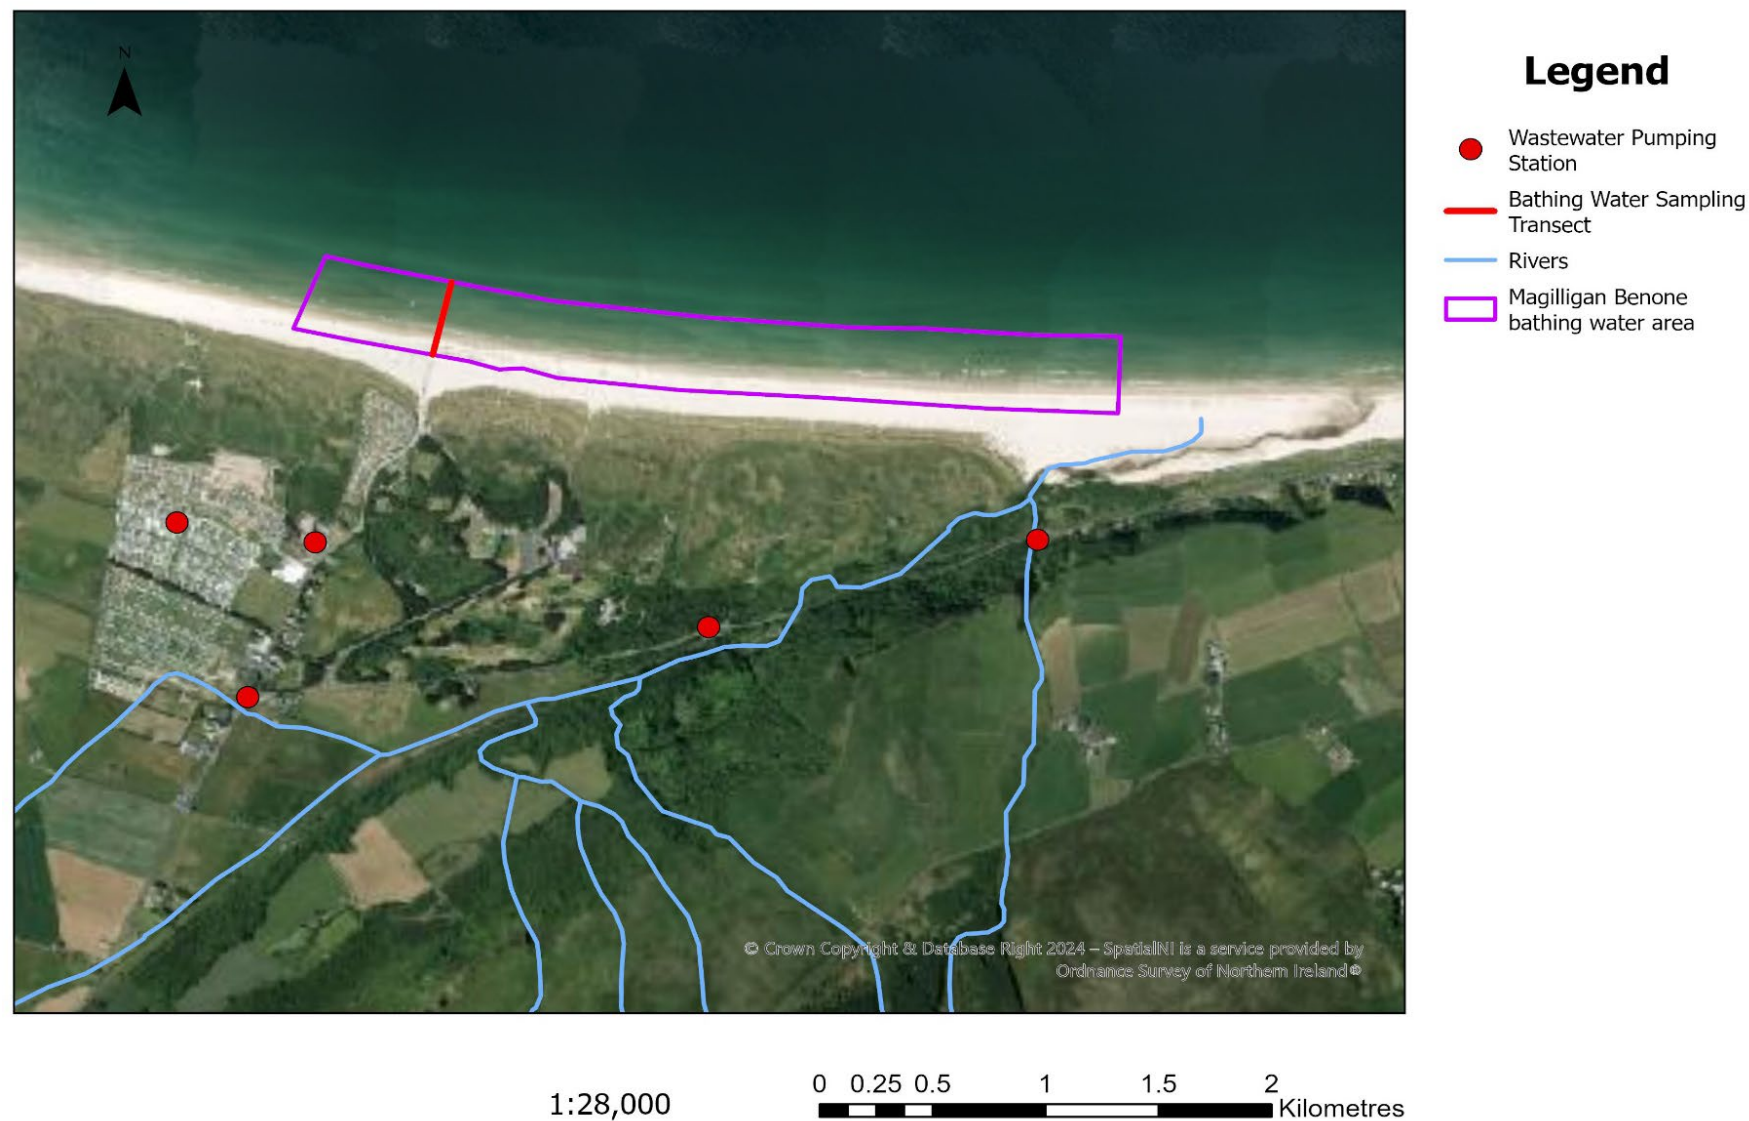 N
Legend
Wastewater Pumping
Station
Bathing Water Sampling
Transect
Rivers
Magilligan Benone
bathing water area
© Crown Copyright & Database Right 2024 – SpatialNI is a service provided by
Ordnance Survey of Northern Ireland®
1:28,000
0 0.25 0.5 1 1.5 2
Kilometres